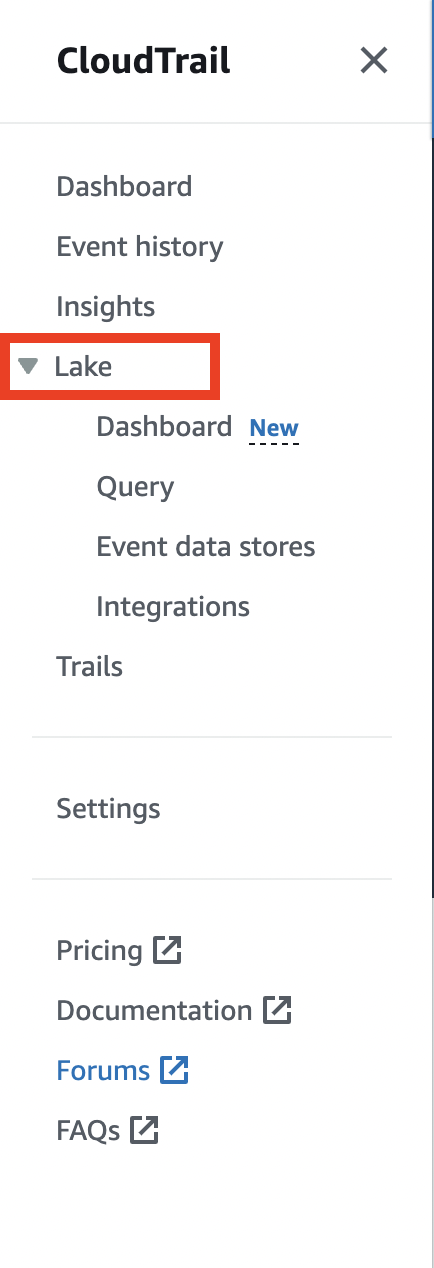 CloudTrail
Dashboard
Event history
Insights
Lake
Dashboard New
Query
Event data stores
Integrations
Trails
Settings
Pricing
Documentation
Forums
FAQs